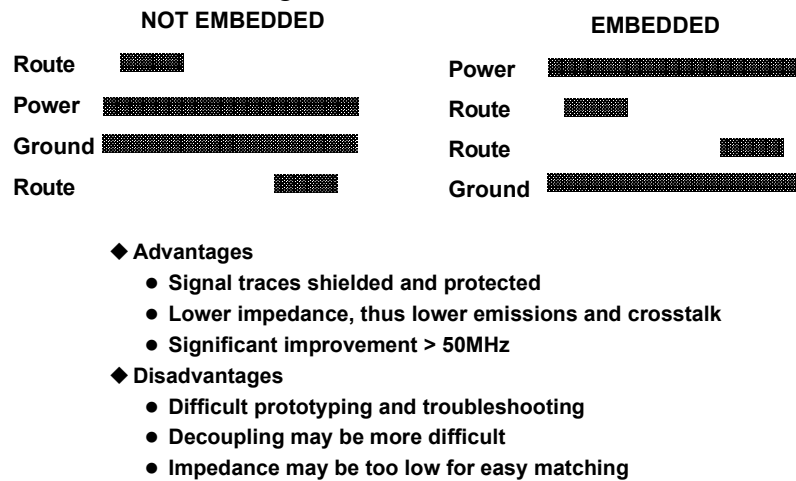 NOT EMBEDDED
EMBEDDED
Route
Power
Ground
Route
Power
Route
Route
Ground
◆ Advantages
● Signal traces shielded and protected
● Lower impedance, thus lower emissions and crosstalk
● Significant improvement > 50MHz
◆ Disadvantages
● Difficult prototyping and troubleshooting
● Decoupling may be more difficult
● Impedance may be too low for easy matching